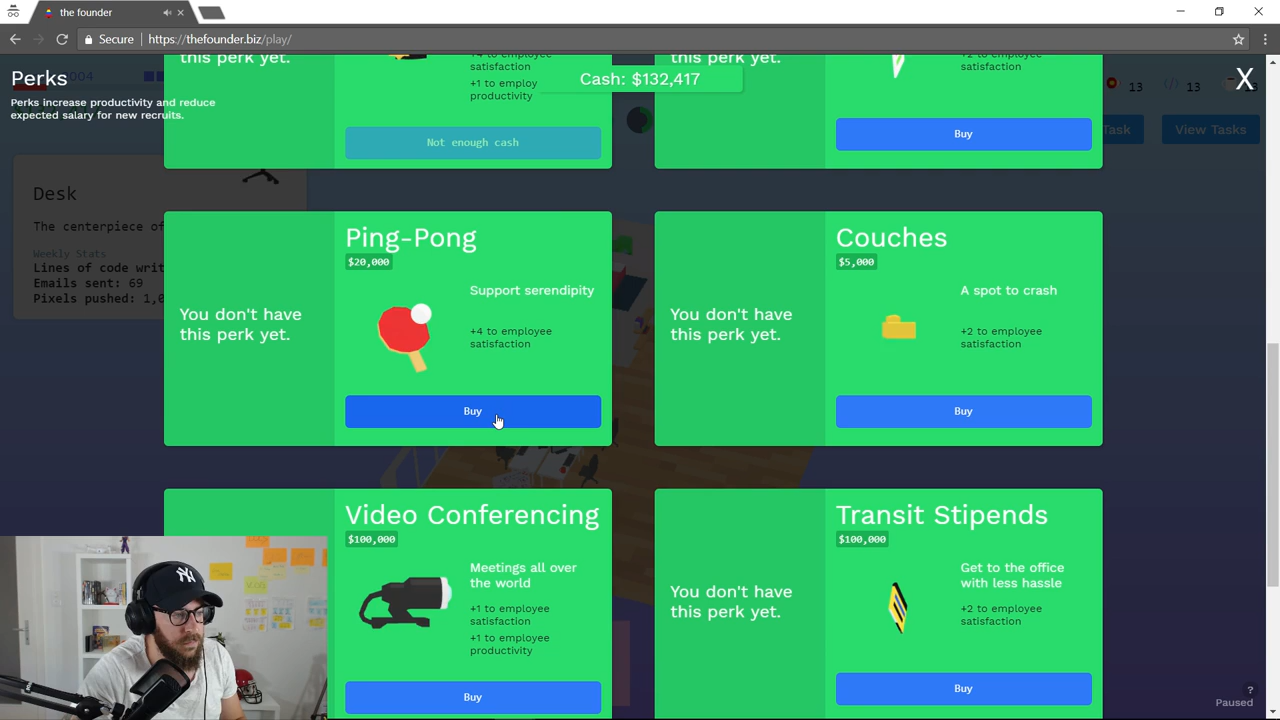 the founder
Secure
https://thefounder.biz/play/
this perk yet.
satisfaction
+1 to employ
productivity
Not enough cash
Cash: $132,417
this perk yet.
satisfaction
Buy
Perks
004
Perks increase productivity and reduce
expected salary for new recruits.
13
13
X
Task
View Tasks
Desk
The centerpiece of
Weekly Stats
Lines of code writ
Emails sent: 69
Pixels pushed: 1,0
You don't have
this perk yet.
Ping-Pong
$20,000
Support serendipity
+4 to employee
satisfaction
Buy
You don't have
this perk yet.
Couches
$5,000
A spot to crash
+2 to employee
satisfaction
Buy
Video Conferencing
$100,000
Meetings all over
the world
+1 to employee
satisfaction
+1 to employee
productivity
Buy
You don't have
this perk yet.
Transit Stipends
$100,000
Get to the office
with less hassle
+2 to employee
satisfaction
Buy
?
Paused